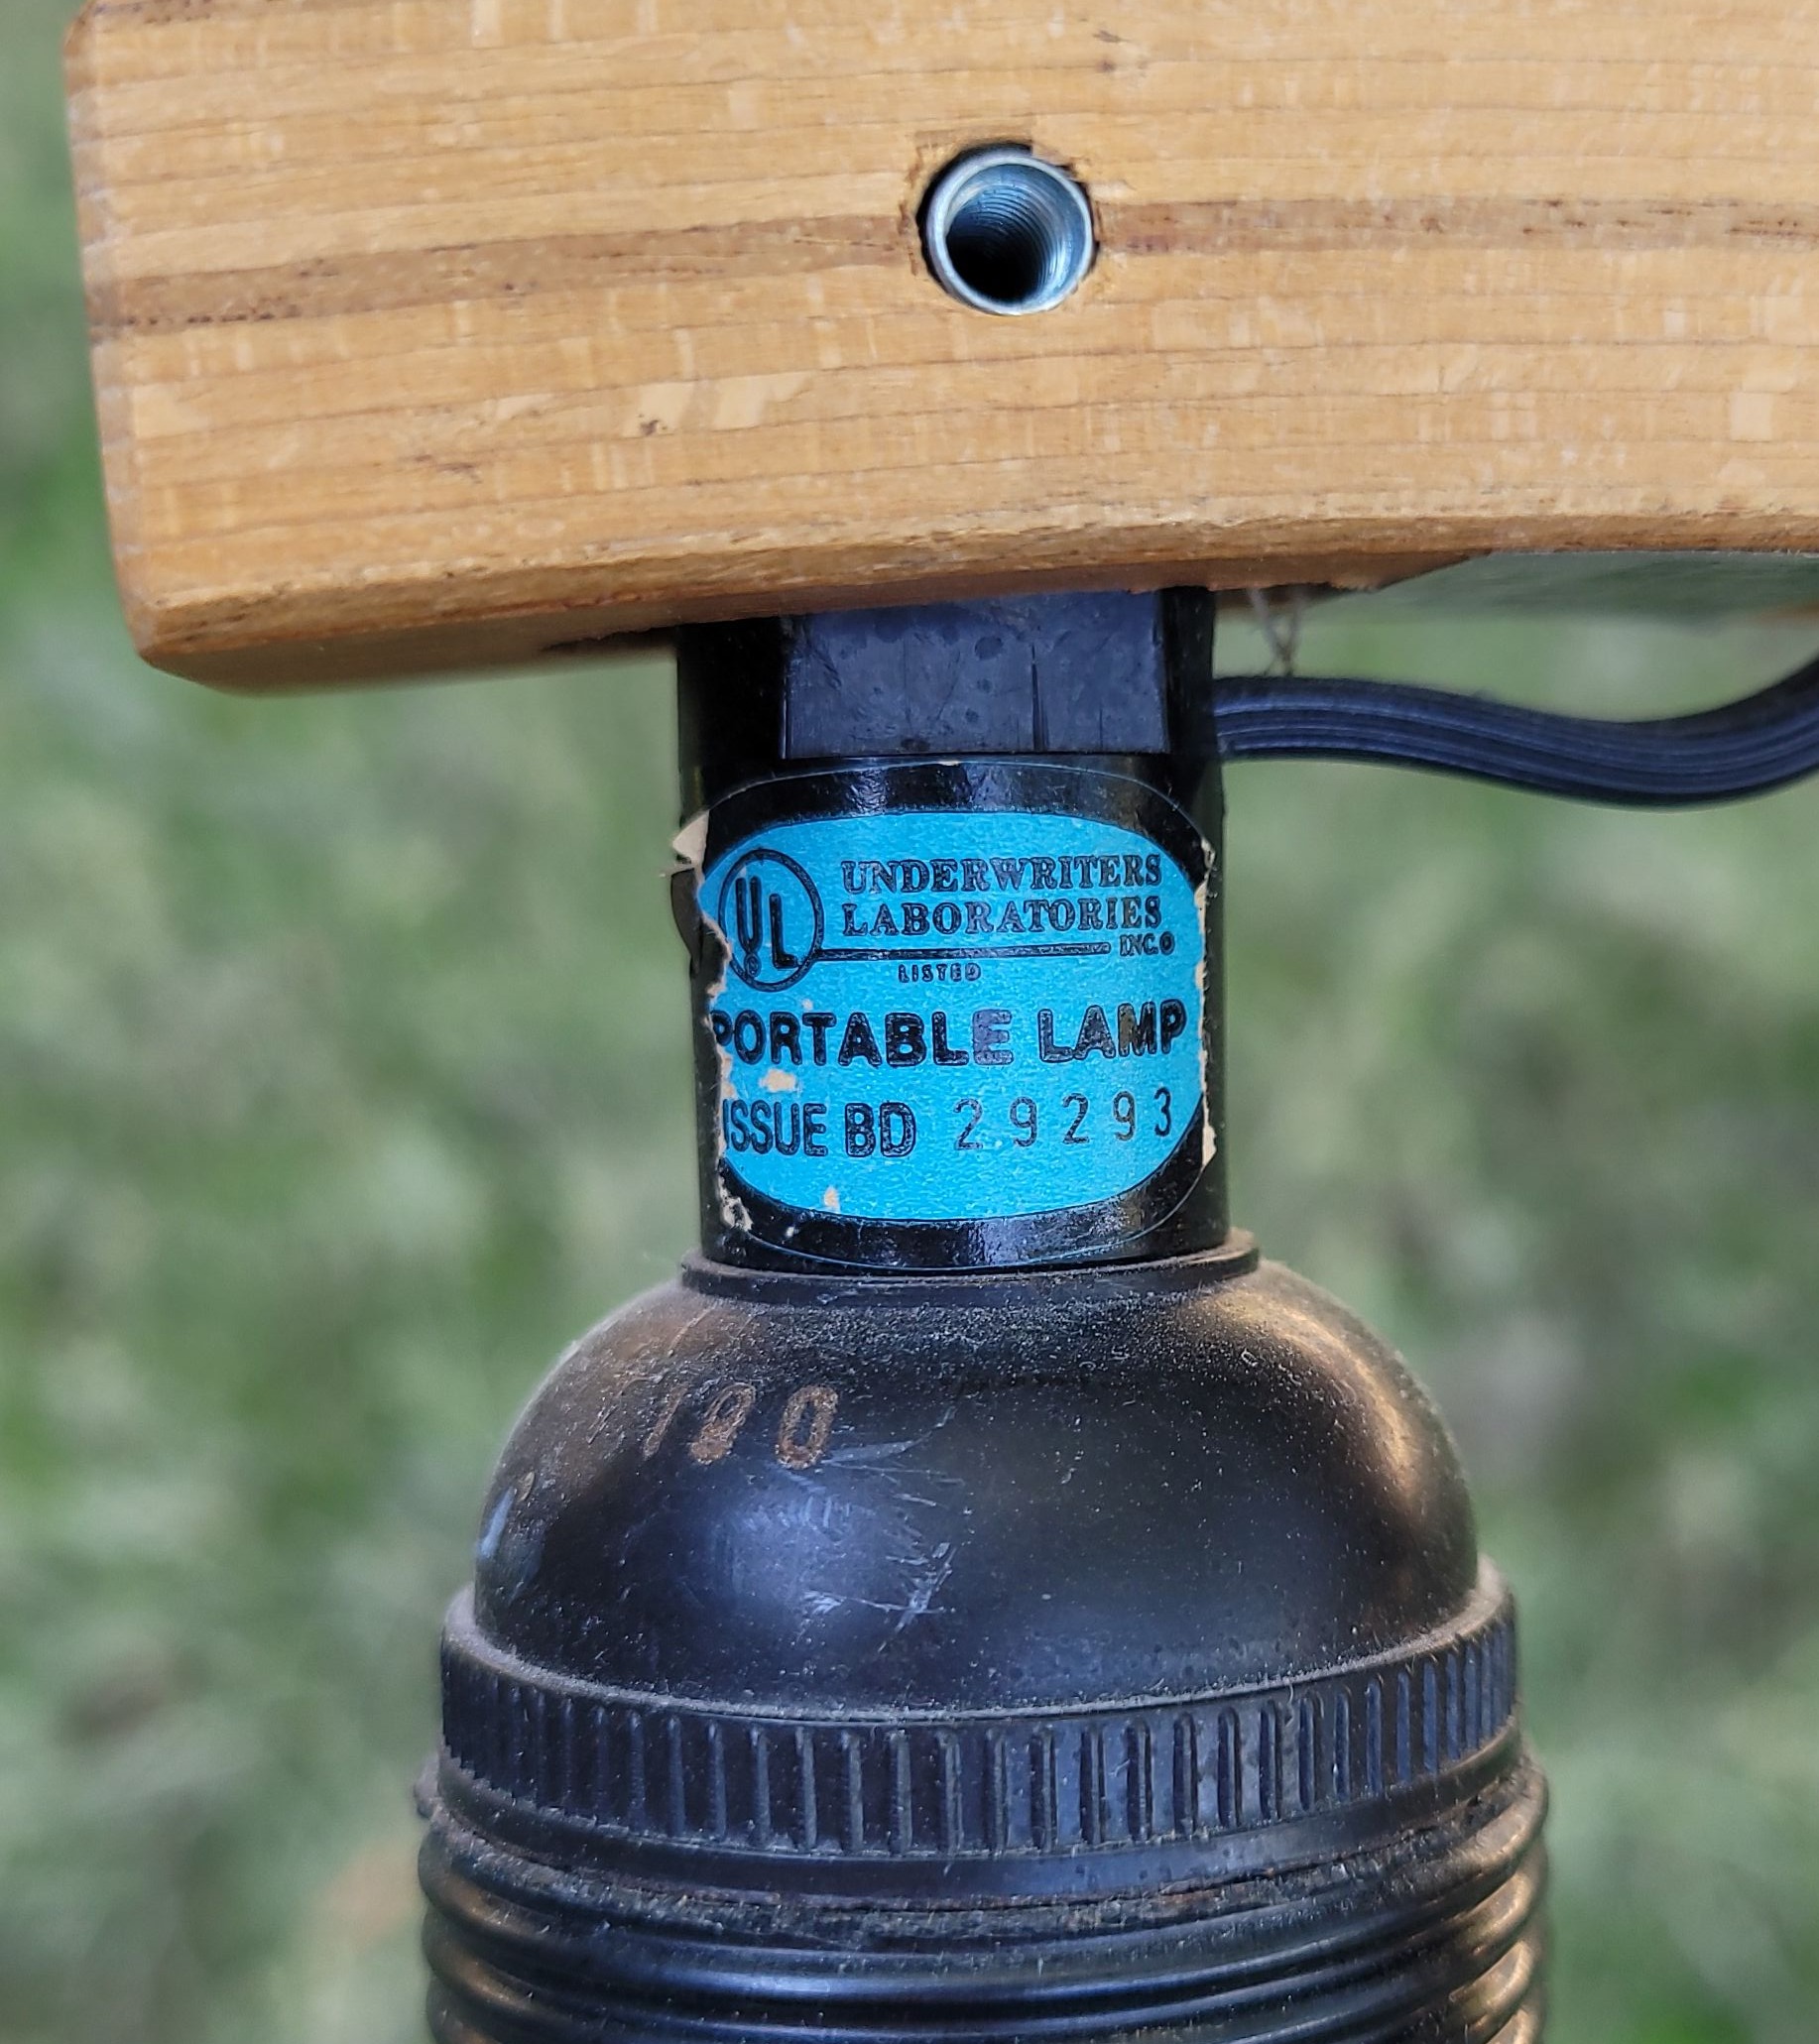 UL
UNDERWRITERS
LABORATORIES
INC.®
LISTED
PORTABLE LAMP
ISSUE BD 29293